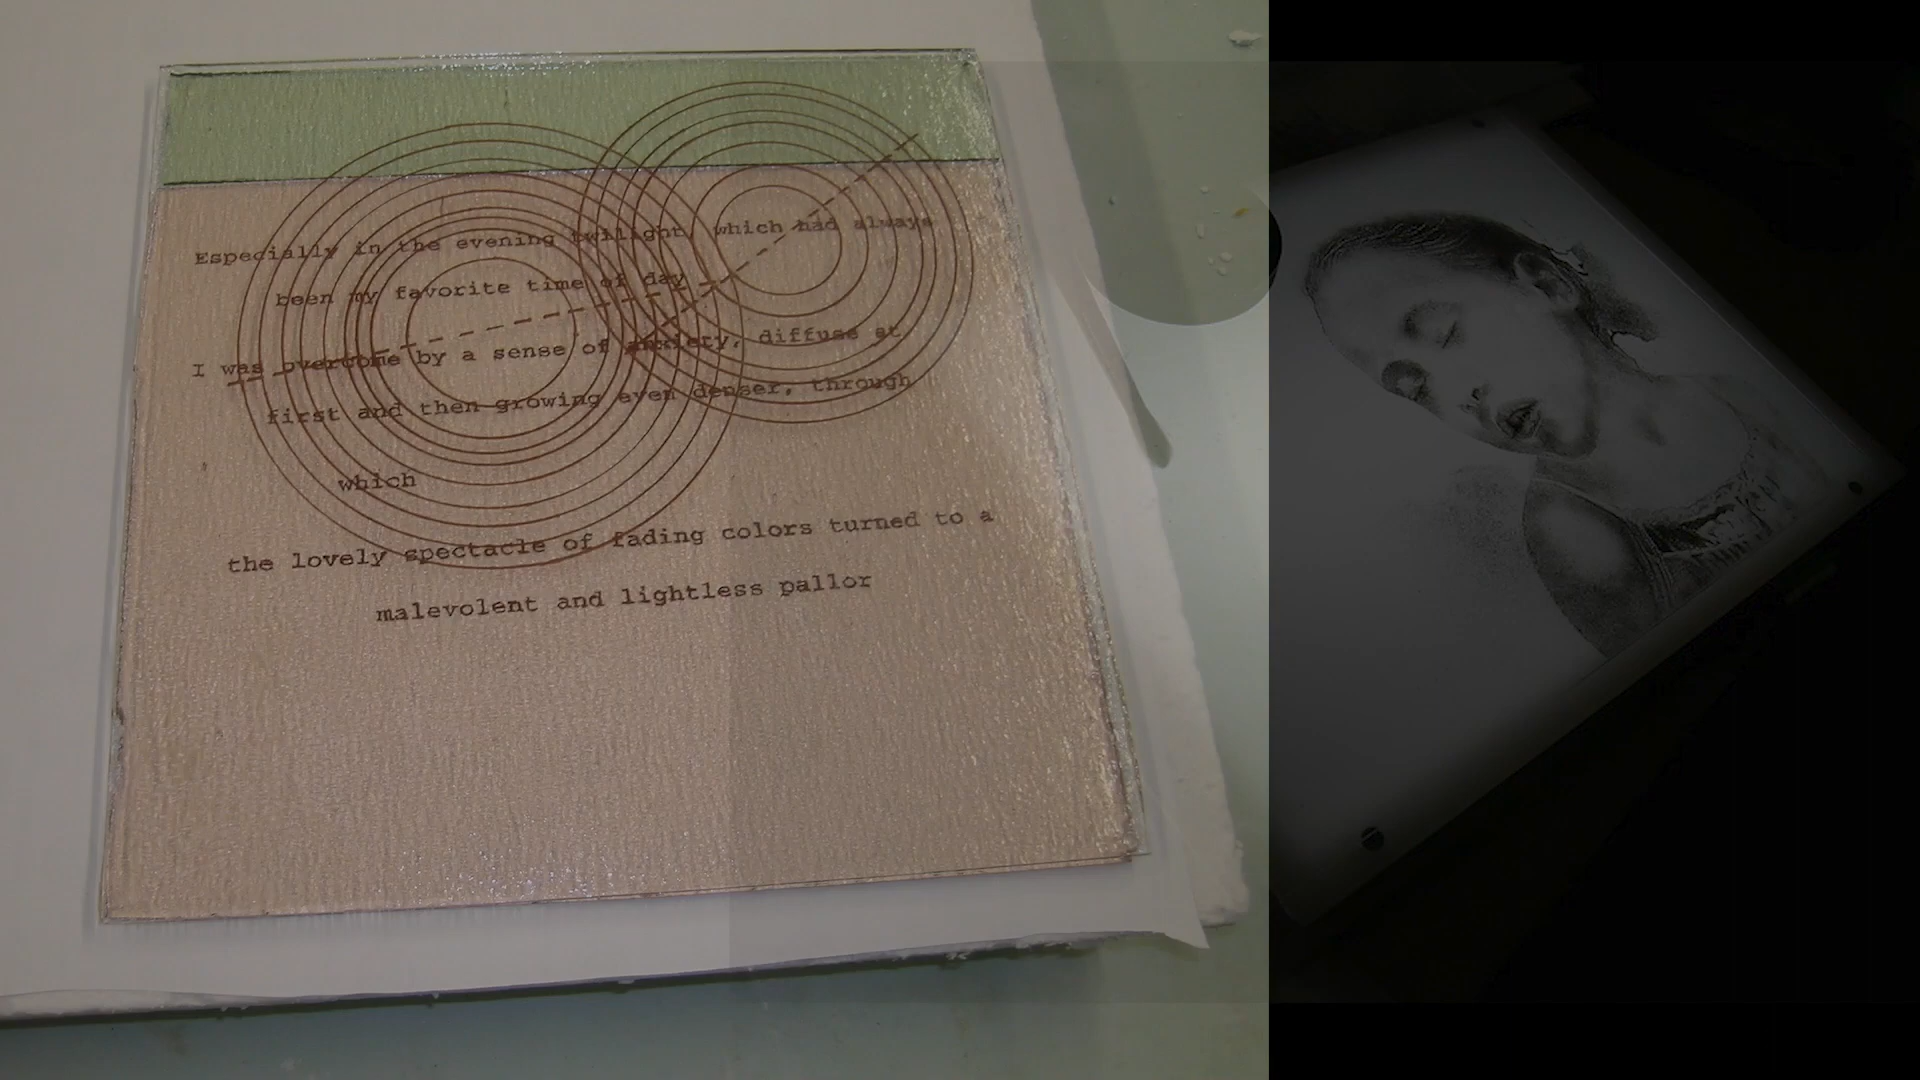 Especially in the evening twilight, which had always
been my favorite time of day
I was overcome by a sense of anxiety, diffuse at
first and then growing even denser, through
which
the lovely spectacle of fading colors turned to a
malevolent and lightless pallor